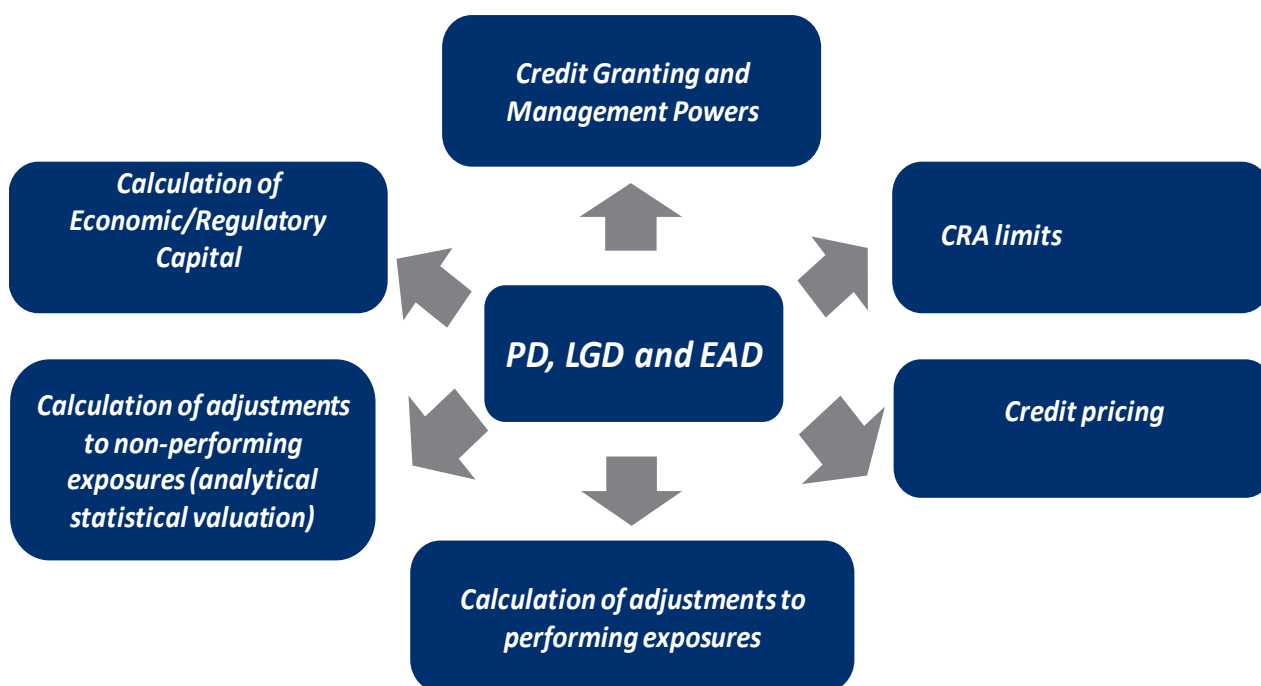 Credit Granting and
Management Powers
Calculation of
Economic/Regulatory
Capital
CRA limits
PD, LGD and EAD
Calculation of adjustments
to non-performing
exposures (analytical
statistical valuation)
Credit pricing
Calculation of adjustments to
performing exposures